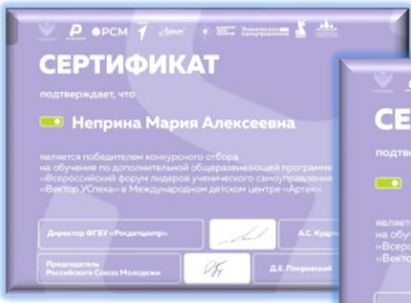 РСМ
СЕРТИФИКАТ
подтверждает, что
Неприна Мария Алексеевна
является победителем конкурсного отбора
на обучение по дополнительной общеразвивающей программе
«Всероссийский форум лидеров ученического самоуправления
«Вектор УСпеха» в Международном детском центре «Артек»
Директор ФГБУ «Росдетцентр»
А.С.
Председатель
Российского Союза Молодежи
Д.Е. Покровский
СЕ
подтве
являетс
на обу
«Всеро
«Векто